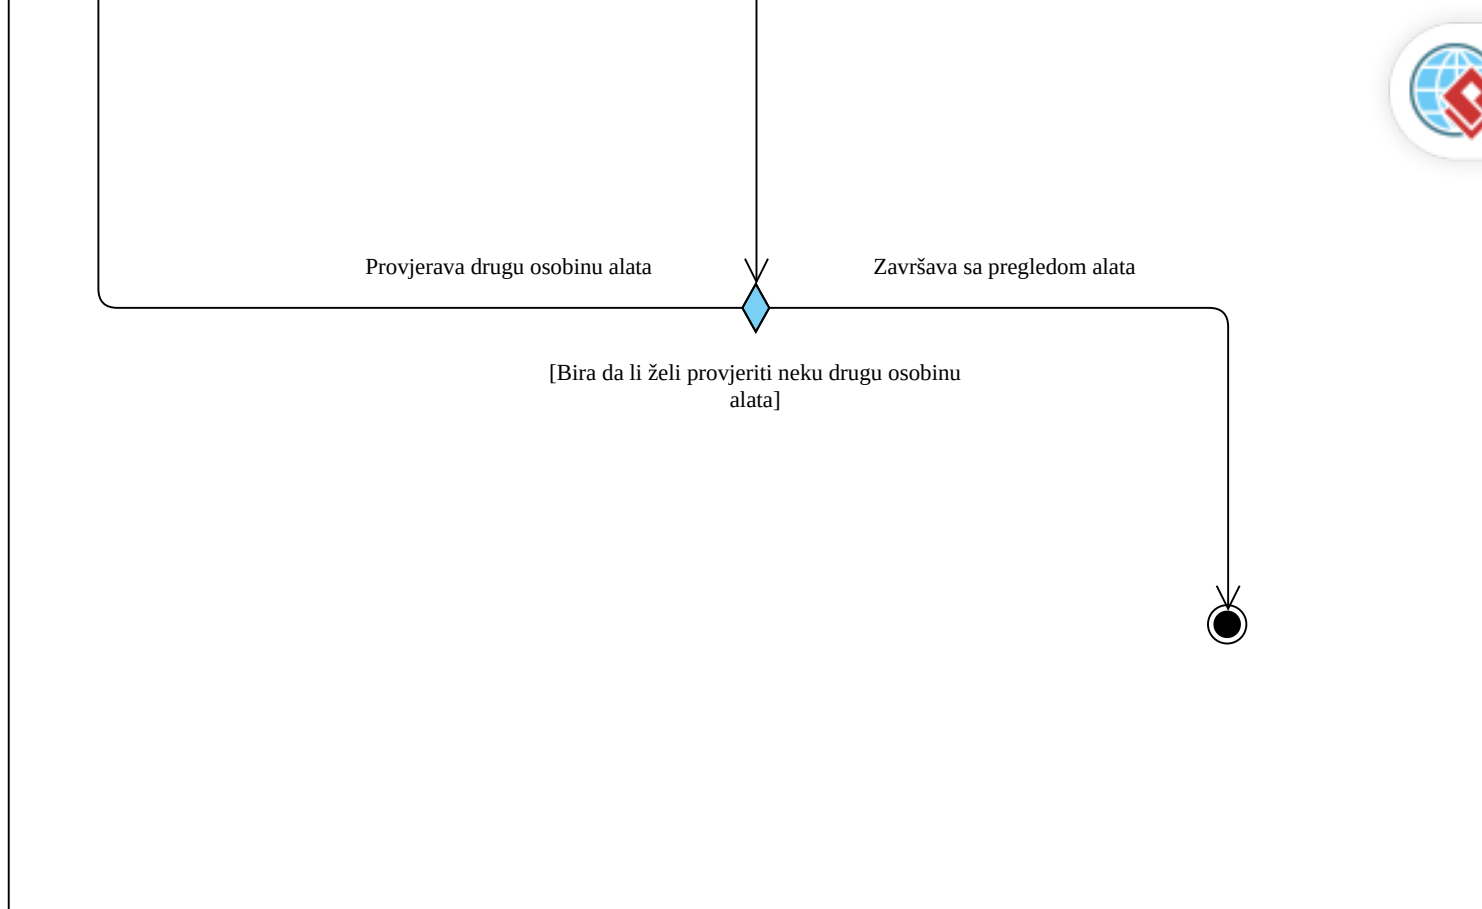 Provjerava drugu osobinu alata
Završava sa pregledom alata
[Bira da li želi provjeriti neku drugu osobinu
alata]